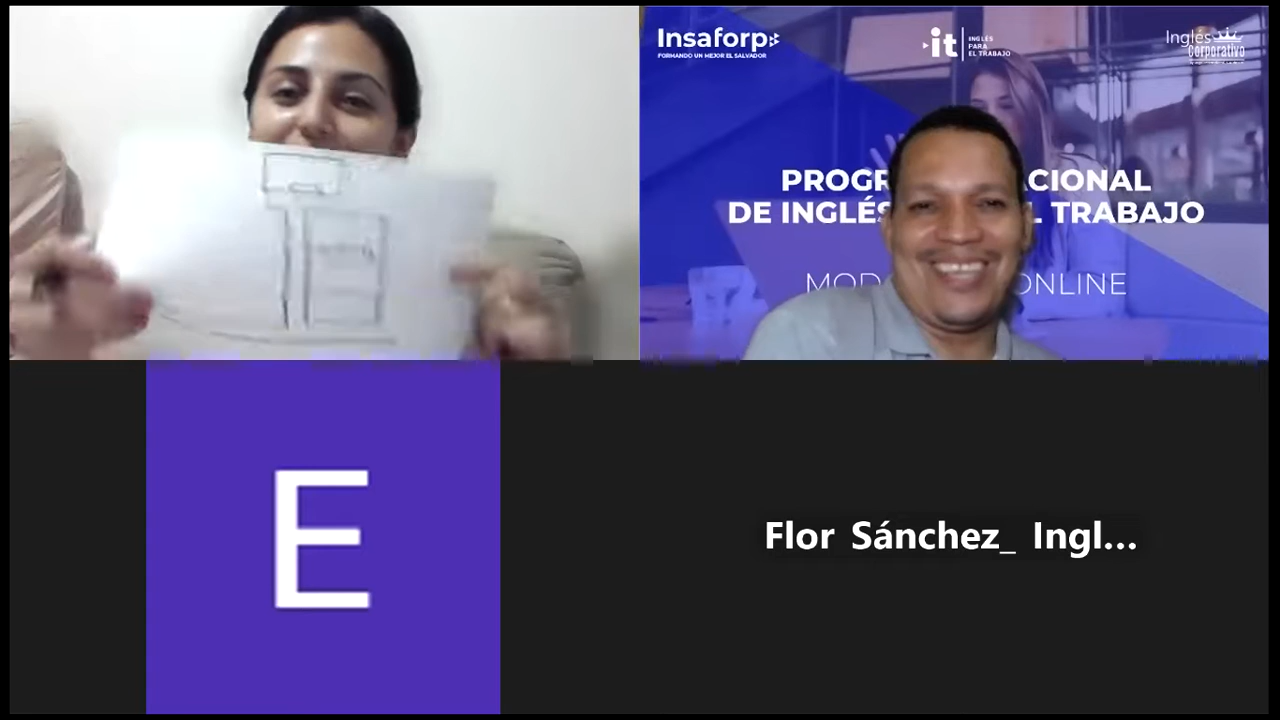 Insaforp
FORMANDO UN MEJOR EL SALVADOR
it
INGLÉS
PARA
EL TRABAJO
Inglés
Corporativo
PROGR ACIONAL
DE INGLÉS L TRABAJO
MOD ONLINE
E
Flor Sánchez_ Ingl...